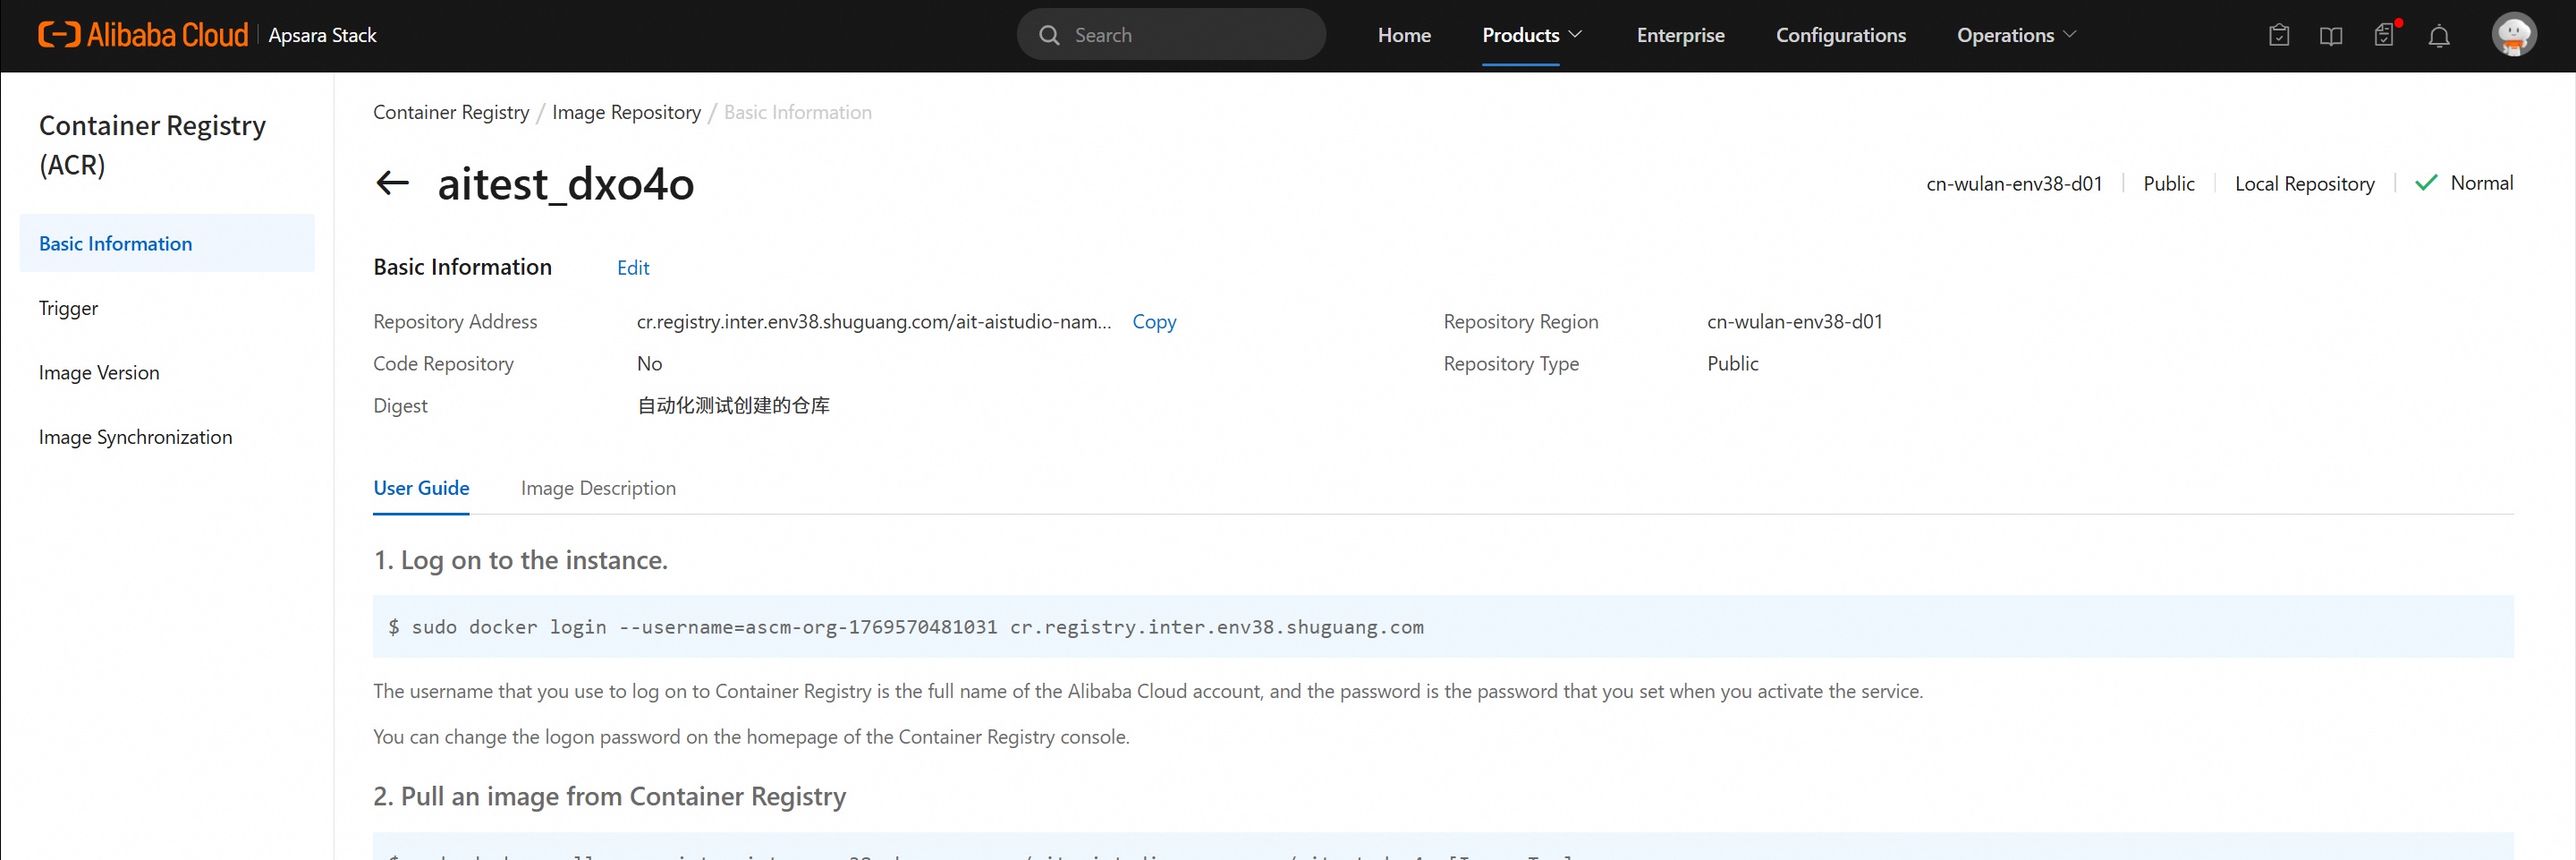 Alibaba Cloud | Apsara Stack
Search
Home
Products
Enterprise
Configurations
Operations
Container Registry
(ACR)
Basic Information
Trigger
Image Version
Image Synchronization
Container Registry / Image Repository / Basic Information
aitest_dxo4o
cn-wulan-env38-d01 | Public | Local Repository | Normal
Basic Information Edit
Repository Address cr.registry.inter.env38.shuguang.com/ait-aistudio-nam... Copy
Repository Region cn-wulan-env38-d01
Code Repository No
Repository Type Public
Digest 自动化测试创建的仓库
User Guide Image Description
1. Log on to the instance.
$ sudo docker login --username=ascm-org-1769570481031 cr.registry.inter.env38.shuguang.com
The username that you use to log on to Container Registry is the full name of the Alibaba Cloud account, and the password is the password that you set when you activate the service.
You can change the logon password on the homepage of the Container Registry console.
2. Pull an image from Container Registry